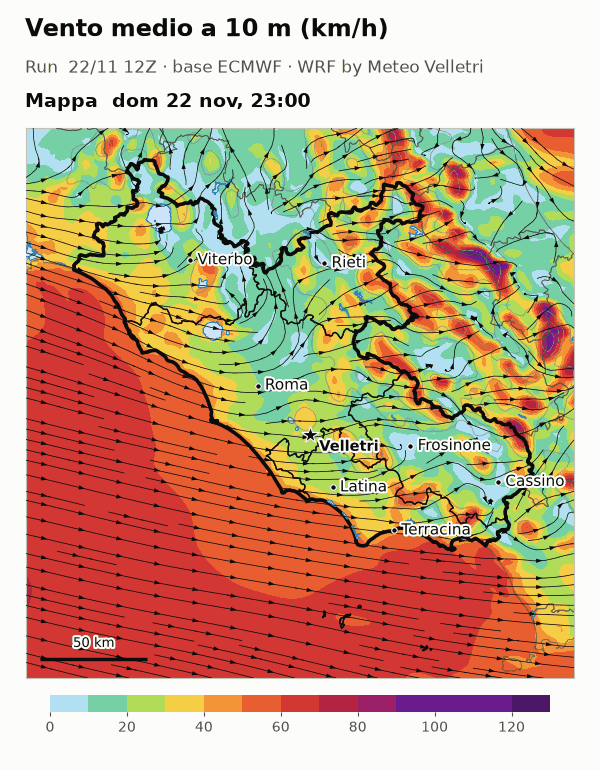 Vento medio a 10 m (km/h)
Run 22/11 12Z · base ECMWF · WRF by Meteo Velletri
Mappa dom 22 nov, 23:00
Viterbo
Rieti
Roma
Velletri
Frosinone
Latina
Cassino
Terracina
50 km
0 20 40 60 80 100 120